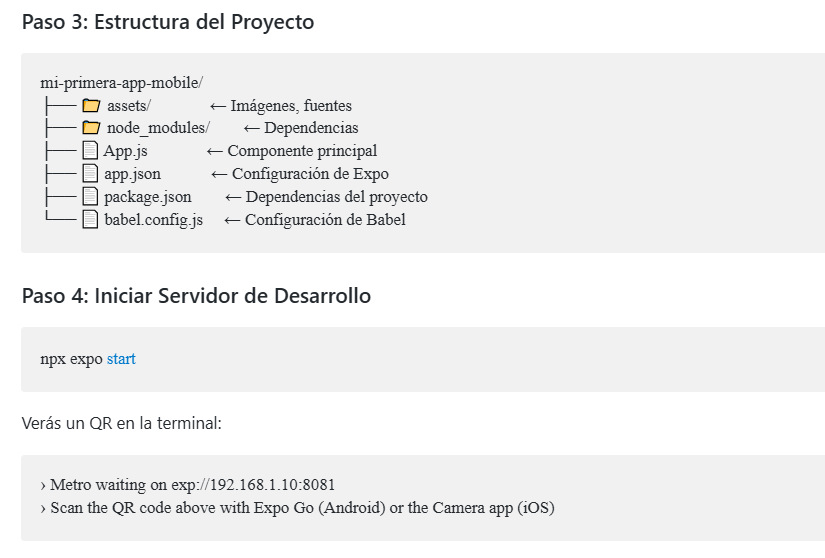 Paso 3: Estructura del Proyecto
mi-primera-app-mobile/
├── 📁 assets/ ← Imágenes, fuentes
├── 📁 node_modules/ ← Dependencias
├── 📄 App.js ← Componente principal
├── 📄 app.json ← Configuración de Expo
├── 📄 package.json ← Dependencias del proyecto
└── 📄 babel.config.js ← Configuración de Babel
Paso 4: Iniciar Servidor de Desarrollo
npx expo start
Verás un QR en la terminal:
› Metro waiting on exp://192.168.1.10:8081
› Scan the QR code above with Expo Go (Android) or the Camera app (iOS)